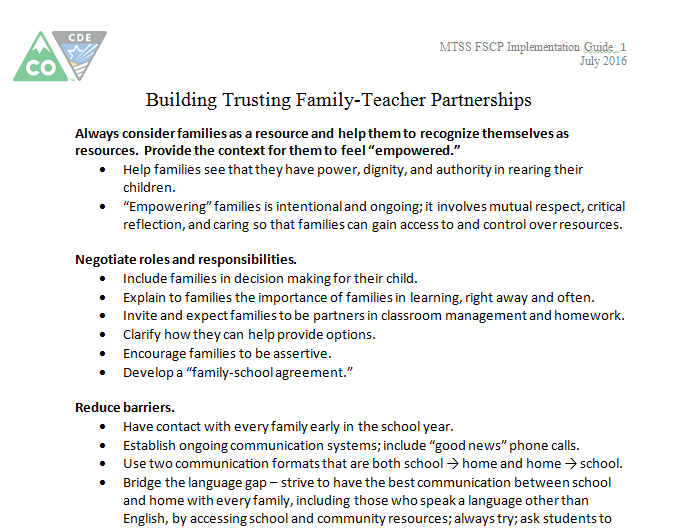 CDE
CO
MTSS FSCP Implementation Guide 1
July 2016
Building Trusting Family-Teacher Partnerships
Always consider families as a resource and help them to recognize themselves as
resources. Provide the context for them to feel “empowered.”
• Help families see that they have power, dignity, and authority in rearing their
children.
• “Empowering” families is intentional and ongoing; it involves mutual respect, critical
reflection, and caring so that families can gain access to and control over resources.
Negotiate roles and responsibilities.
• Include families in decision making for their child.
• Explain to families the importance of families in learning, right away and often.
• Invite and expect families to be partners in classroom management and homework.
• Clarify how they can help provide options.
• Encourage families to be assertive.
• Develop a “family-school agreement.”
Reduce barriers.
• Have contact with every family early in the school year.
• Establish ongoing communication systems; include “good news” phone calls.
• Use two communication formats that are both school → home and home → school.
• Bridge the language gap – strive to have the best communication between school
and home with every family, including those who speak a language other than
English, by accessing school and community resources; always try; ask students to